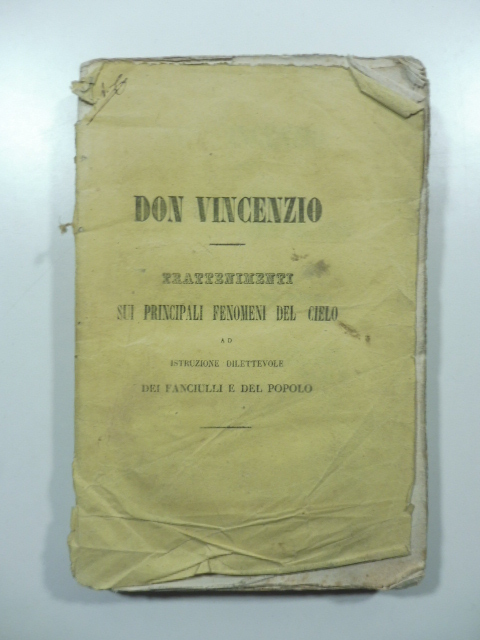 DON VINCENZIO
TRATTENIMENTI
SUI PRINCIPALI FENOMENI DEL CIELO
AD
ISTRUZIONE DILETTEVOLE
DEI FANCIULLI E DEL POPOLO